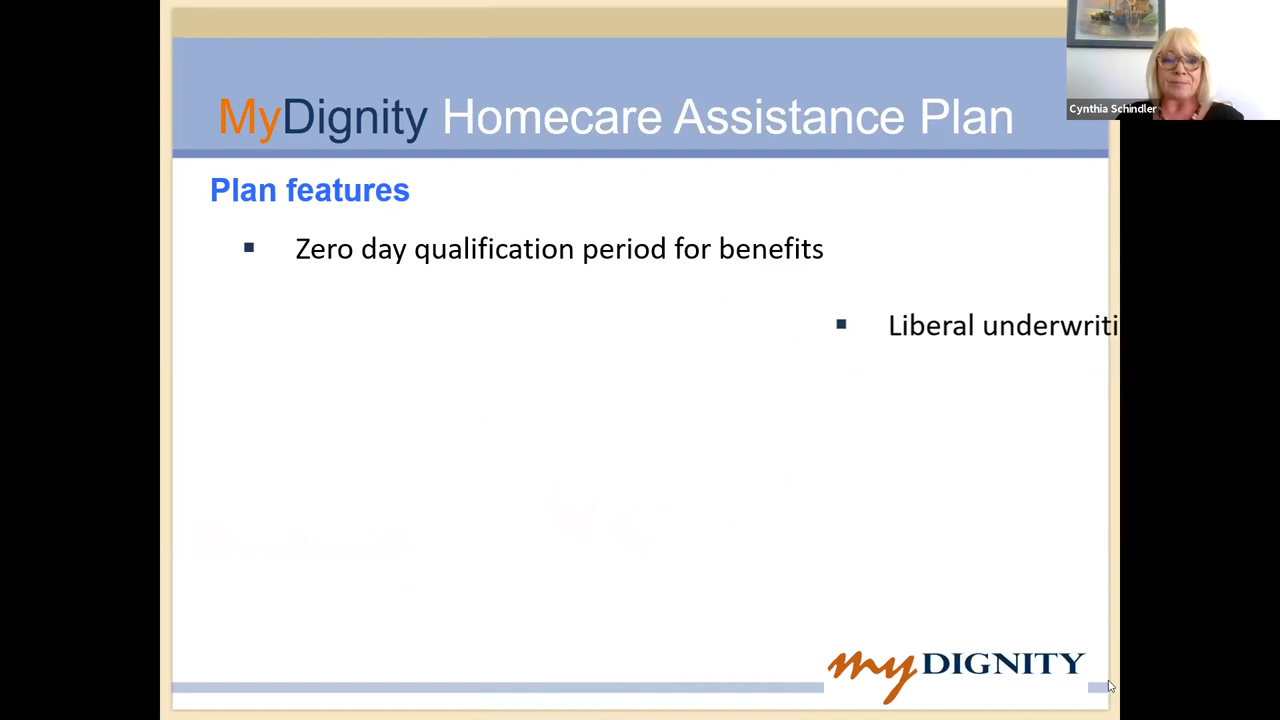 MyDignity Homecare Assistance Plan
Cynthia Schindler
Plan features
▪ Zero day qualification period for benefits
▪ Liberal underwriti
my DIGNITY